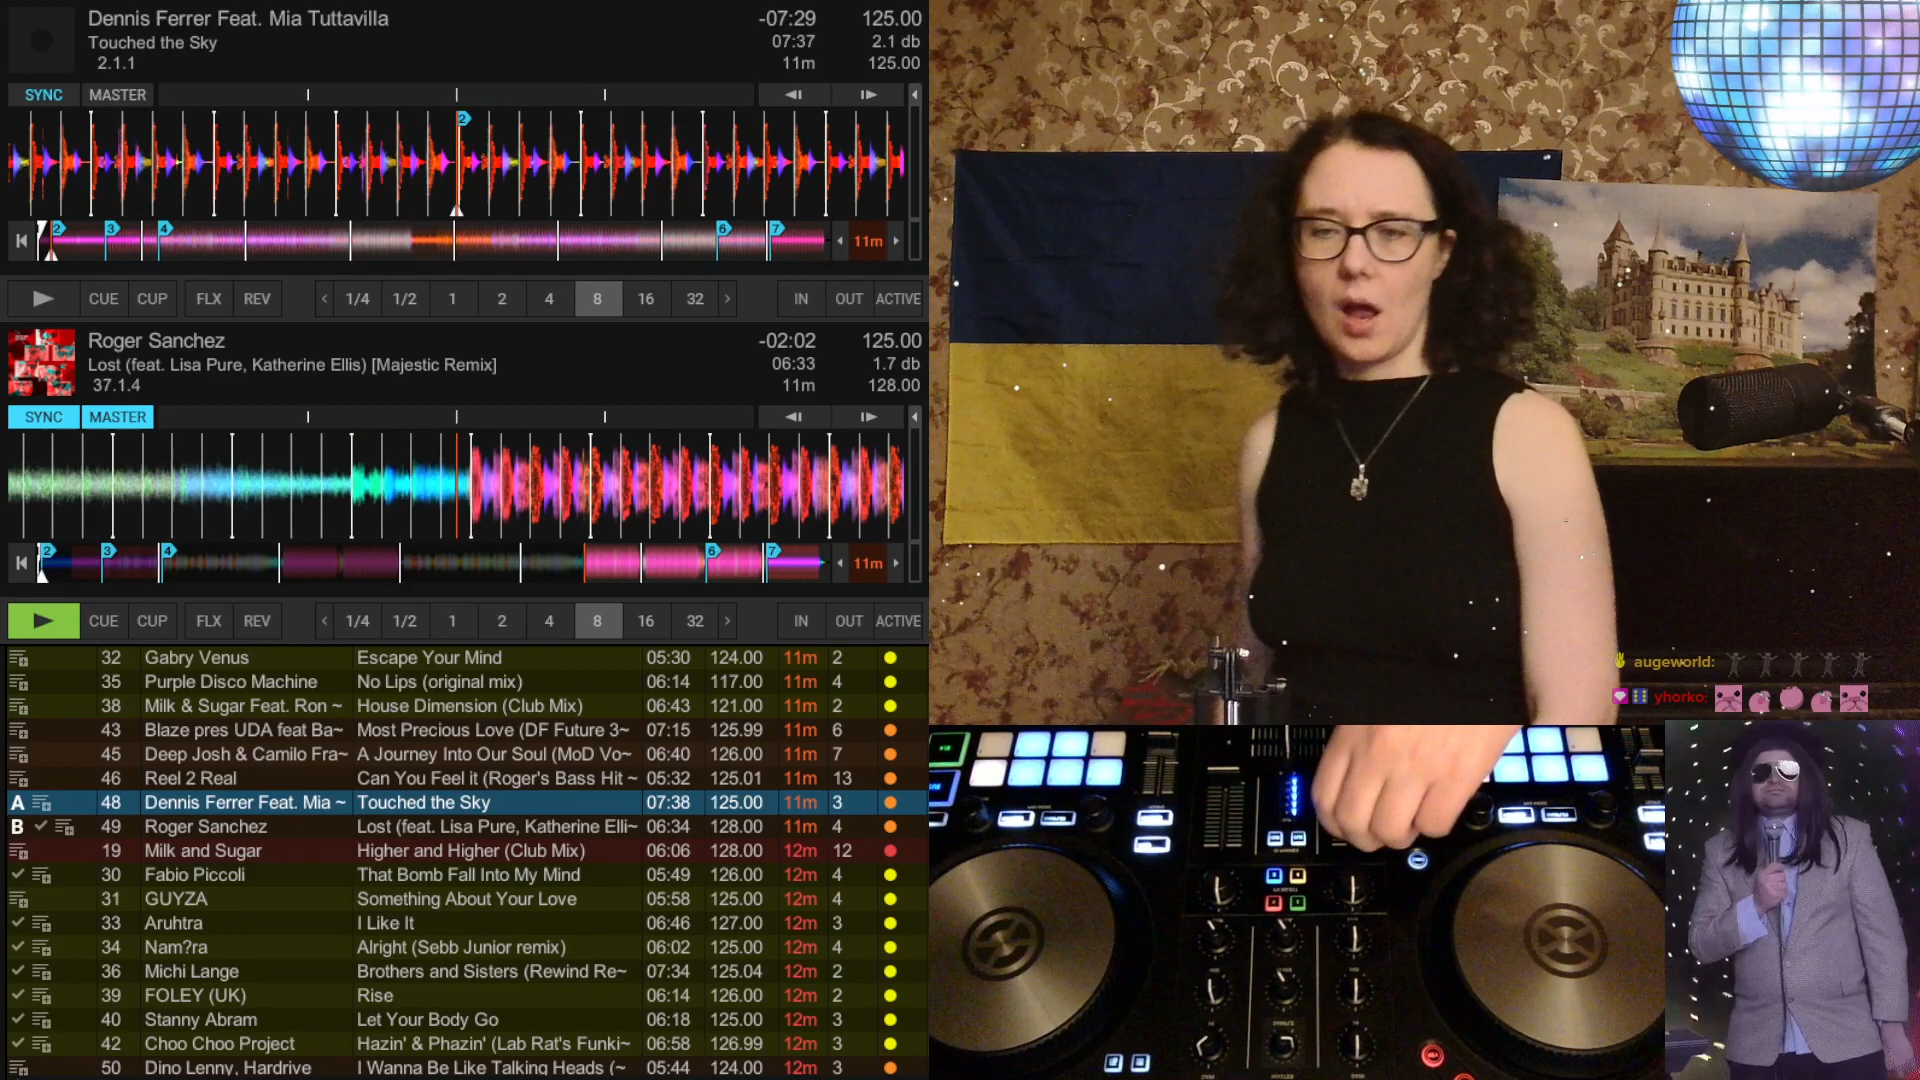 Dennis Ferrer Feat. Mia Tuttavilla -07:29 125.00
Touched the Sky 07:37 2.1 db
2.1.1 11m 125.00
SYNC MASTER
2
2 3 4 6 7 11m
CUE CUP FLX REV 1/4 1/2 1 2 4 8 16 32 IN OUT ACTIVE
Roger Sanchez -02:02 125.00
Lost (feat. Lisa Pure, Katherine Ellis) [Majestic Remix] 06:33 1.7 db
37.1.4 11m 128.00
SYNC MASTER
2 3 4 6 7 11m
CUE CUP FLX REV 1/4 1/2 1 2 4 8 16 32 IN OUT ACTIVE
32 Gabry Venus Escape Your Mind 05:30 124.00 11m 2
35 Purple Disco Machine No Lips (original mix) 06:14 117.00 11m 4
38 Milk & Sugar Feat. Ron ~ House Dimension (Club Mix) 06:43 121.00 11m 2
43 Blaze pres UDA feat Ba~ Most Precious Love (DF Future 3~ 07:15 125.99 11m 6
45 Deep Josh & Camilo Fra~ A Journey Into Our Soul (MoD Vo~ 06:40 126.00 11m 7
46 Reel 2 Real Can You Feel it (Roger's Bass Hit ~ 05:32 125.01 11m 13
A 48 Dennis Ferrer Feat. Mia ~ Touched the Sky 07:38 125.00 11m 3
B 49 Roger Sanchez Lost (feat. Lisa Pure, Katherine Elli~ 06:34 128.00 11m 4
19 Milk and Sugar Higher and Higher (Club Mix) 06:06 128.00 12m 12
30 Fabio Piccoli That Bomb Fall Into My Mind 05:49 126.00 12m 4
31 GUYZA Something About Your Love 05:58 125.00 12m 4
33 Aruhtra I Like It 06:46 127.00 12m 3
34 Nam?ra Alright (Sebb Junior remix) 06:02 125.00 12m 4
36 Michi Lange Brothers and Sisters (Rewind Re~ 07:34 125.04 12m 2
39 FOLEY (UK) Rise 06:14 126.00 12m 2
40 Stanny Abram Let Your Body Go 06:18 125.00 12m 3
42 Choo Choo Project Hazin' & Phazin' (Lab Rat's Funki~ 06:58 126.99 12m 3
50 Dino Lenny, Hardrive I Wanna Be Like Talking Heads (~ 05:44 124.00 12m 3
augeworld:
yhorko: